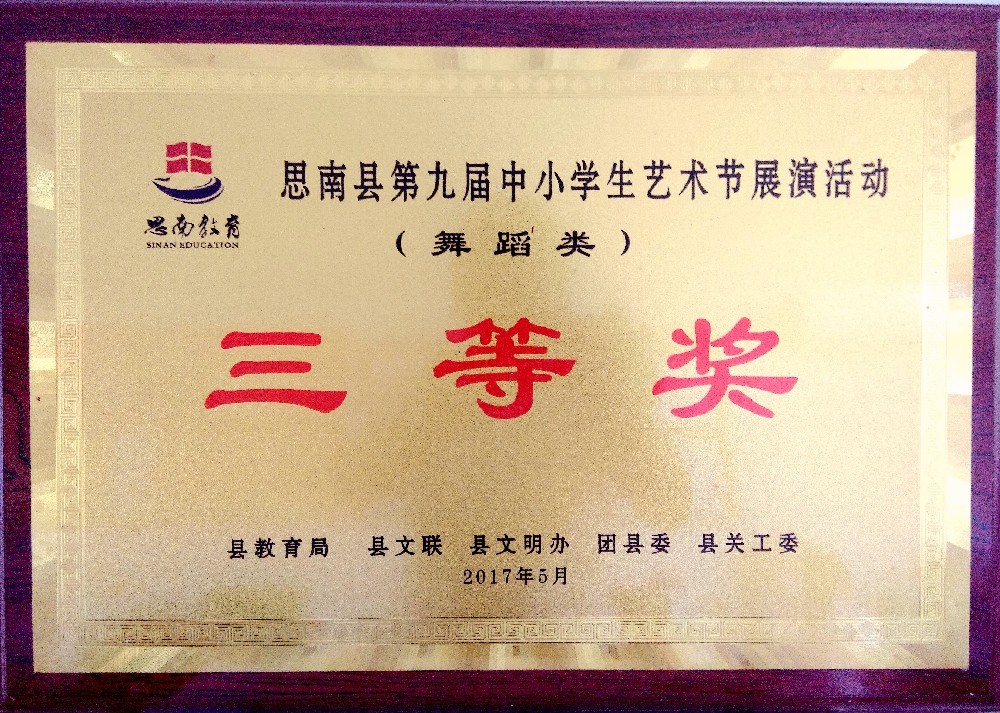 思南教育
SINAN EDUCATION
思南县第九届中小学生艺术节展演活动
（舞蹈类）
三等奖
县教育局 县文联 县文明办 团县委 县关工委
2017年5月